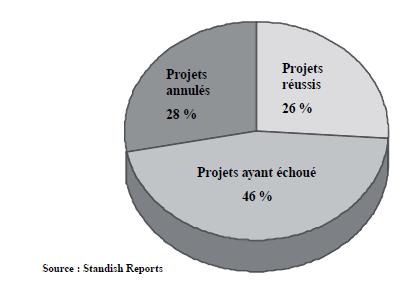 Projets
annulés
28 %
Projets
réussis
26 %
Projets ayant échoué
46 %
Source : Standish Reports